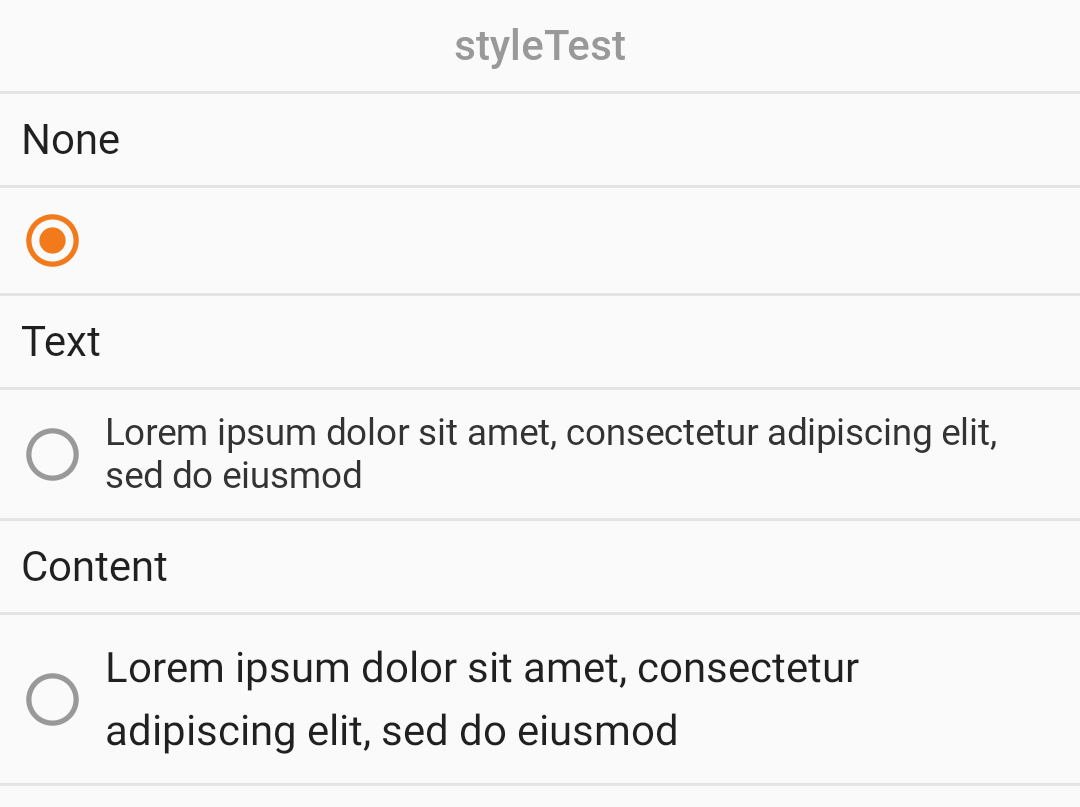 styleTest
None
Text
Lorem ipsum dolor sit amet, consectetur adipiscing elit,
sed do eiusmod
Content
Lorem ipsum dolor sit amet, consectetur
adipiscing elit, sed do eiusmod